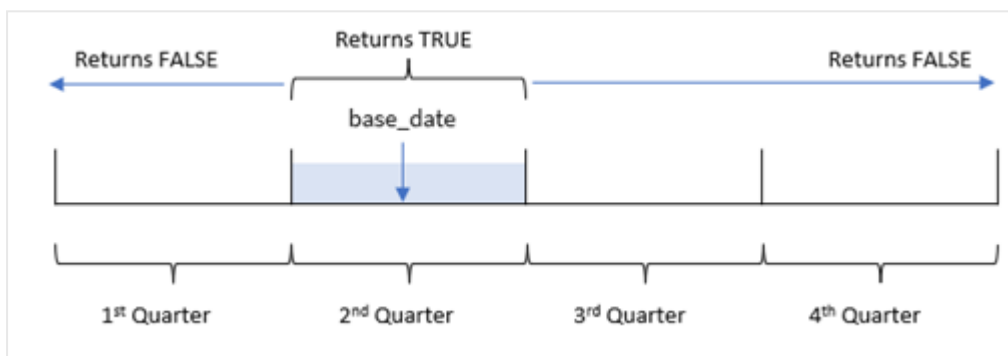 Returns TRUE
Returns FALSE
Returns FALSE
base_date
1st Quarter
2nd Quarter
3rd Quarter
4th Quarter